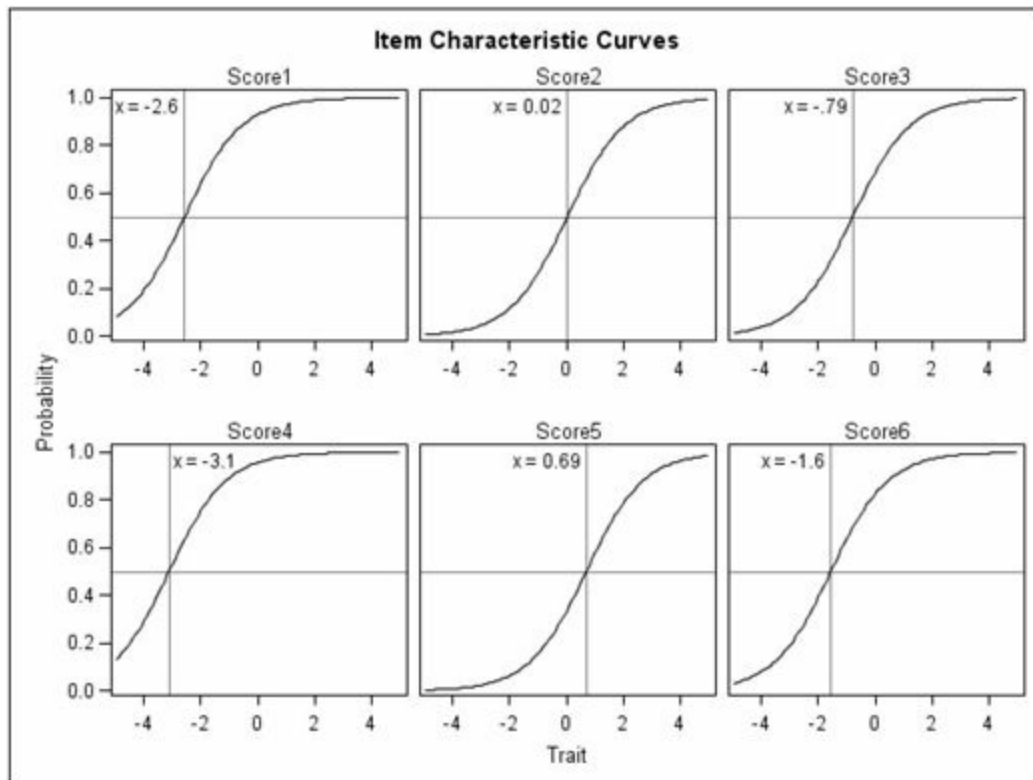 Item Characteristic Curves
Score1 Score2 Score3
x = -2.6 x = 0.02 x = -.79
1.0
0.8
0.6
0.4
0.2
0.0
-4 -2 0 2 4 -4 -2 0 2 4 -4 -2 0 2 4
Probability
Score4 Score5 Score6
x = -3.1 x = 0.69 x = -1.6
1.0
0.8
0.6
0.4
0.2
0.0
-4 -2 0 2 4 -4 -2 0 2 4 -4 -2 0 2 4
Trait